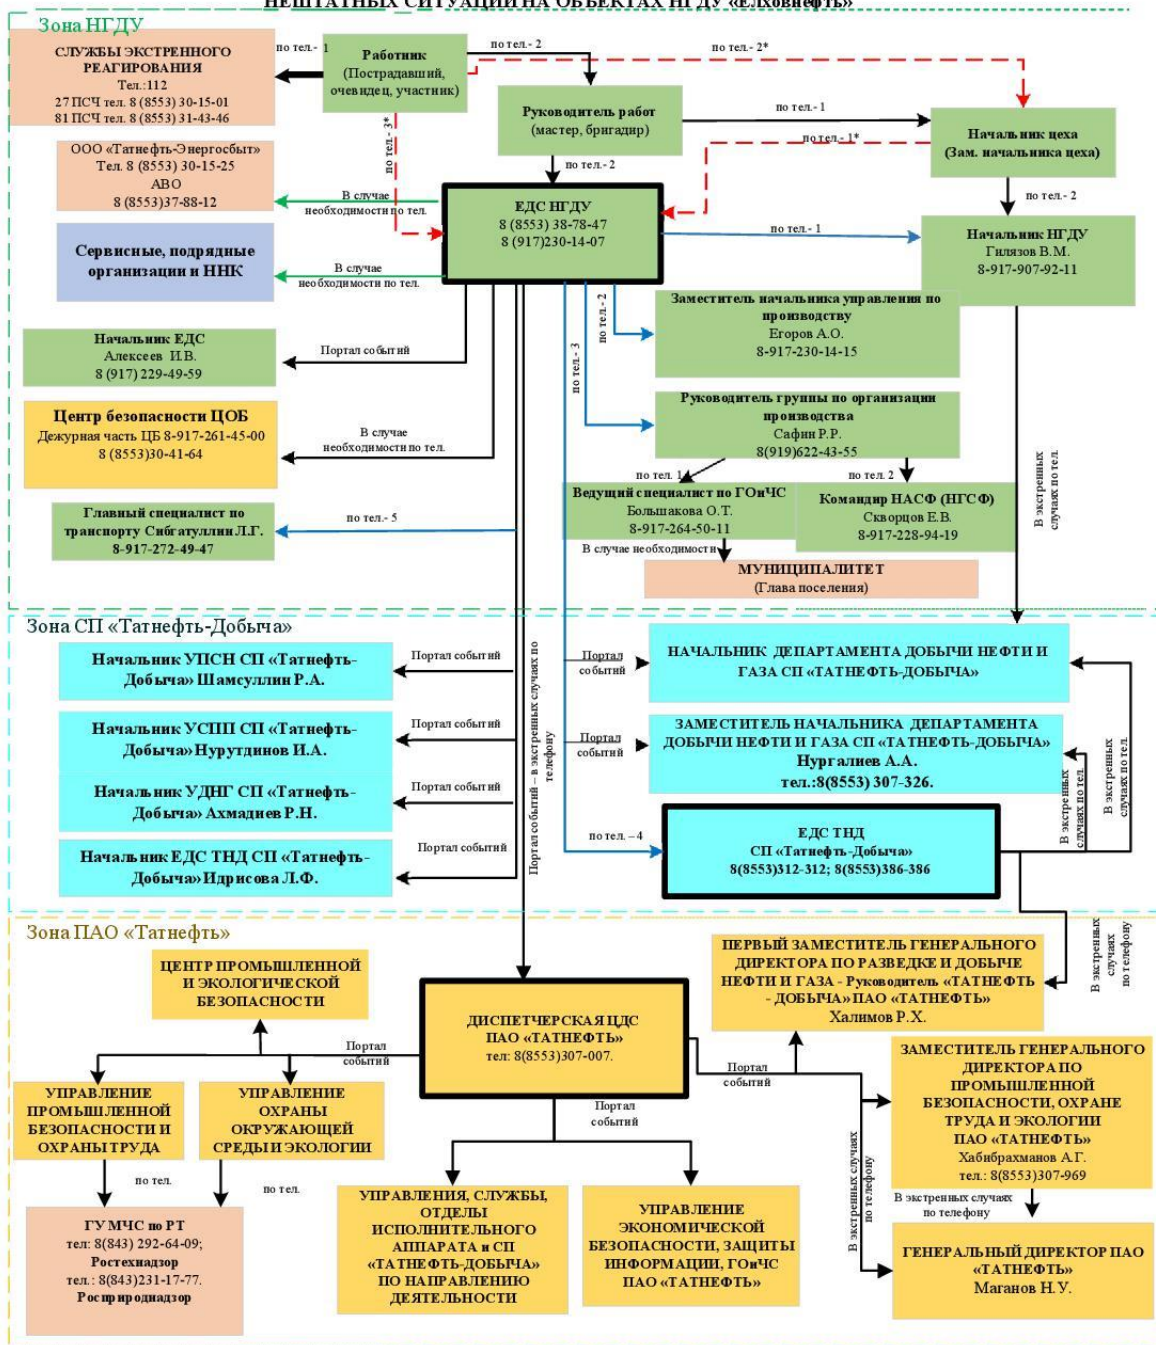 НЕШТАТНЫХ СИТУАЦИЙ НА ОБЪЕКТАХ НГДУ «Елховнефть»
Зона НГДУ
СЛУЖБЫ ЭКСТРЕННОГО
РЕАГИРОВАНИЯ
Тел.:112
27 ПСЧ тел. 8 (8553) 30-15-01
81 ПСЧ тел. 8 (8553) 31-43-46
по тел.- 1
Работник
(Пострадавший,
очевидец, участник)
по тел.- 2
по тел.- 2*
по тел.- 3*
Руководитель работ
(мастер, бригадир)
по тел.- 1
по тел.- 1*
по тел.- 2
Начальник цеха
(Зам. начальника цеха)
по тел.- 2
ООО «Татнефть-Энергосбыт»
Тел. 8 (8553) 30-15-25
АВО
8 (8553)37-88-12
В случае
необходимости по тел.
ЕДС НГДУ
8 (8553) 38-78-47
8 (917)230-14-07
по тел.- 1
Начальник НГДУ
Гилязов В.М.
8-917-907-92-11
Сервисные, подрядные
организации и ННК
В случае
необходимости по тел.
по тел.- 2
по тел.- 3
Заместитель начальника управления по
производству
Егоров А.О.
8-917-230-14-15
Начальник ЕДС
Алексеев И.В.
8 (917) 229-49-59
Портал событий
Руководитель группы по организации
производства
Сафин Р.Р.
8(919)622-43-55
Центр безопасности ЦОБ
Дежурная часть ЦБ 8-917-261-45-00
8 (8553)30-41-64
В случае
необходимости по тел.
по тел. 1
по тел. 2
В экстренных
случаях по тел.
Ведущий специалист по ГОиЧС
Большакова О.Т.
8-917-264-50-11
Командир НАСФ (НГСФ)
Скворцов Е.В.
8-917-228-94-19
Главный специалист по
транспорту Сибгатуллин Л.Г.
8-917-272-49-47
по тел.- 5
В случае необходимости
МУНИЦИПАЛИТЕТ
(Глава поселения)
Зона СП «Татнефть-Добыча»
Начальник УПСН СП «Татнефть-
Добыча» Шамсуллин Р.А.
Портал событий
Портал событий – в экстренных случаях по
телефону
Портал
событий
НАЧАЛЬНИК ДЕПАРТАМЕНТА ДОБЫЧИ НЕФТИ И
ГАЗА СП «ТАТНЕФТЬ-ДОБЫЧА»
Начальник УСПП СП «Татнефть-
Добыча» Нурутдинов И.А.
Портал событий
Портал
событий
ЗАМЕСТИТЕЛЬ НАЧАЛЬНИКА ДЕПАРТАМЕНТА
ДОБЫЧИ НЕФТИ И ГАЗА СП «ТАТНЕФТЬ-ДОБЫЧА»
Нургалиев А.А.
тел.:8(8553) 307-326.
В экстренных
случаях по тел.
В экстренных
случаях по тел.
Начальник УДНГ СП «Татнефть-
Добыча» Ахмадиев Р.Н.
Портал событий
по тел. – 4
ЕДС ТНД
СП «Татнефть-Добыча»
8(8553)312-312; 8(8553)386-386
Начальник ЕДС ТНД СП «Татнефть-
Добыча» Идрисова Л.Ф.
Портал событий
Зона ПАО «Татнефть»
ЦЕНТР ПРОМЫШЛЕННОЙ
И ЭКОЛОГИЧЕСКОЙ
БЕЗОПАСНОСТИ
ПЕРВЫЙ ЗАМЕСТИТЕЛЬ ГЕНЕРАЛЬНОГО
ДИРЕКТОРА ПО РАЗВЕДКЕ И ДОБЫЧЕ
НЕФТИ И ГАЗА - Руководитель «ТАТНЕФТЬ
- ДОБЫЧА» ПАО «ТАТНЕФТЬ»
Халимов Р.Х.
В экстренных
случаях
по телефону
ДИСПЕТЧЕРСКАЯ ЦДС
ПАО «ТАТНЕФТЬ»
тел: 8(8553)307-007.
Портал
событий
Портал
событий
Портал
событий
ЗАМЕСТИТЕЛЬ ГЕНЕРАЛЬНОГО
ДИРЕКТОРА ПО
ПРОМЫШЛЕННОЙ
БЕЗОПАСНОСТИ, ОХРАНЕ
ТРУДА И ЭКОЛОГИИ
ПАО «ТАТНЕФТЬ»
Хабибрахманов А.Г.
тел.: 8(8553)307-969
УПРАВЛЕНИЕ
ПРОМЫШЛЕННОЙ
БЕЗОПАСНОСТИ И
ОХРАНЫ ТРУДА
УПРАВЛЕНИЕ
ОХРАНЫ
ОКРУЖАЮЩЕЙ
СРЕДЫ И ЭКОЛОГИИ
по тел.
по тел.
В экстренных случаях
по телефону
В экстренных случаях
по телефону
УПРАВЛЕНИЯ, СЛУЖБЫ,
ОТДЕЛЫ
ИСПОЛНИТЕЛЬНОГО
АППАРАТА и СП
«ТАТНЕФТЬ-ДОБЫЧА»
ПО НАПРАВЛЕНИЮ
ДЕЯТЕЛЬНОСТИ
УПРАВЛЕНИЕ
ЭКОНОМИЧЕСКОЙ
БЕЗОПАСНОСТИ, ЗАЩИТЫ
ИНФОРМАЦИИ, ГОиЧС
ПАО «ТАТНЕФТЬ»
ГУ МЧС по РТ
тел: 8(843) 292-64-09;
Ростехнадзор
тел.: 8(843)231-17-77.
Росприроднадзор
ГЕНЕРАЛЬНЫЙ ДИРЕКТОР ПАО
«ТАТНЕФТЬ»
Маганов Н.У.